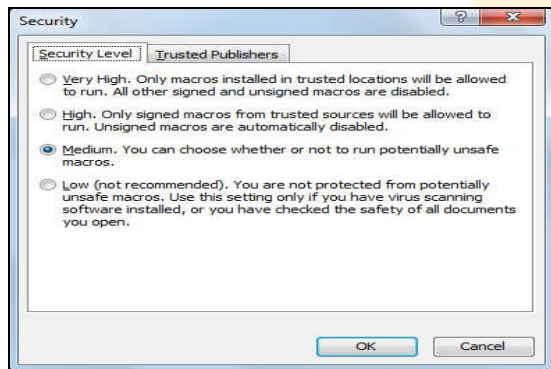 Security
Security Level
Trusted Publishers
Very High. Only macros installed in trusted locations will be allowed
to run. All other signed and unsigned macros are disabled.
High. Only signed macros from trusted sources will be allowed to
run. Unsigned macros are automatically disabled.
Medium. You can choose whether or not to run potentially unsafe
macros.
Low (not recommended). You are not protected from potentially
unsafe macros. Use this setting only if you have virus scanning
software installed, or you have checked the safety of all documents
you open.
OK
Cancel